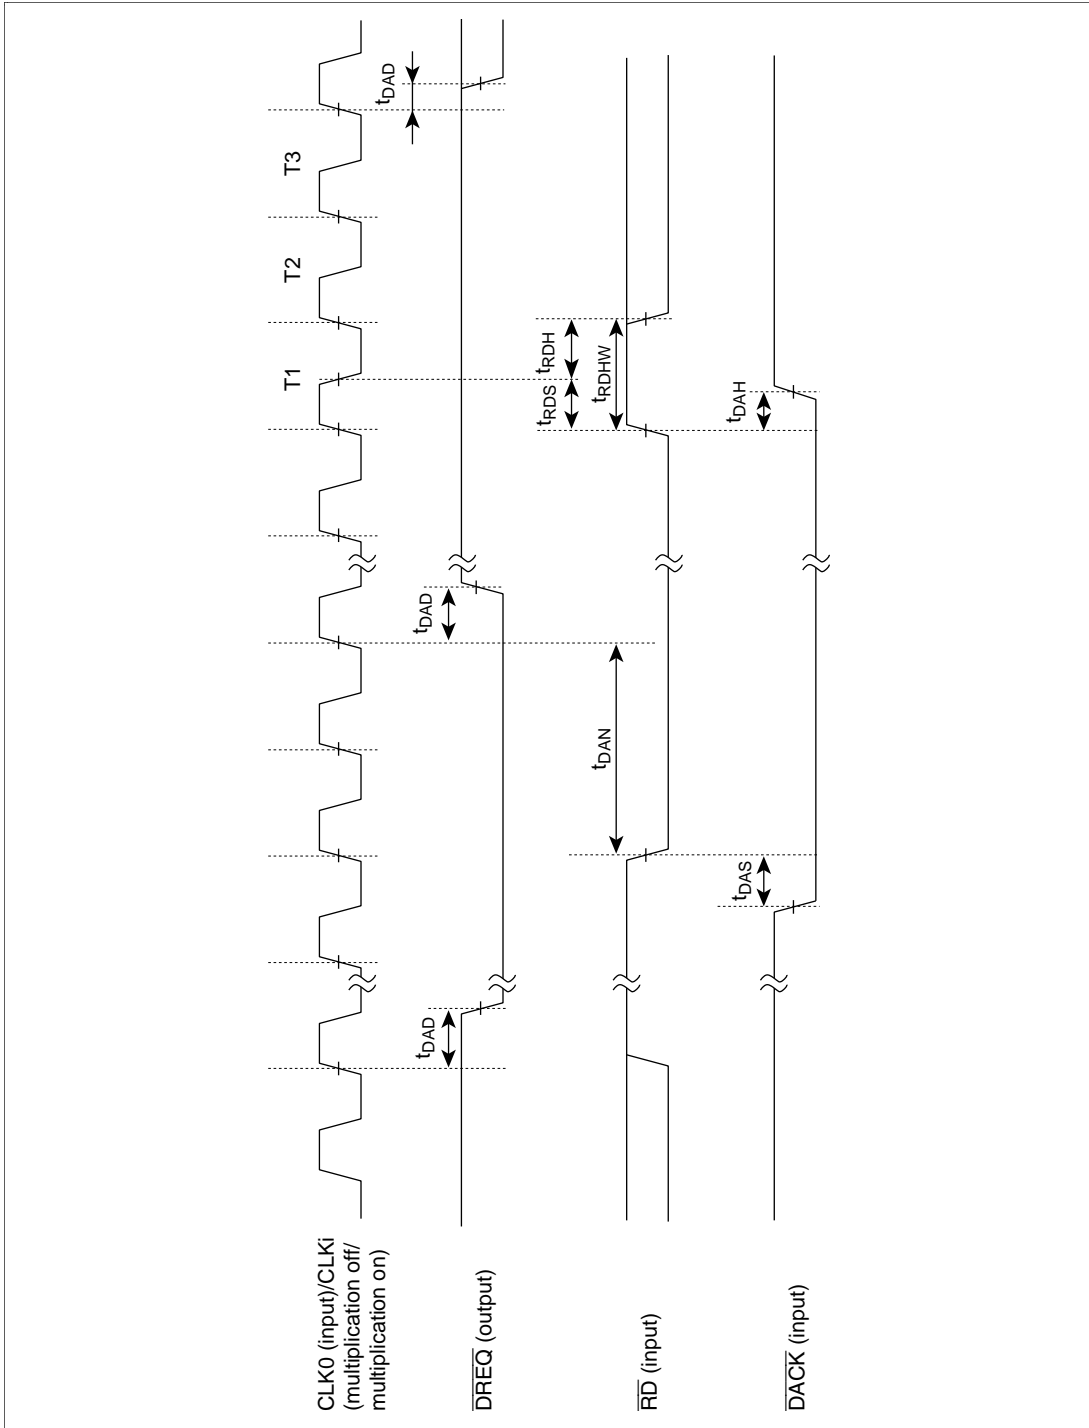 T1
T2
T3
CLK0 (input)/CLKi
(multiplication off/
multiplication on)
tDAD
tDAD
tDAD
DREQ (output)
tDAN
tRDS
tRDH
tRDHW
RD (input)
tDAS
tDAH
DACK (input)